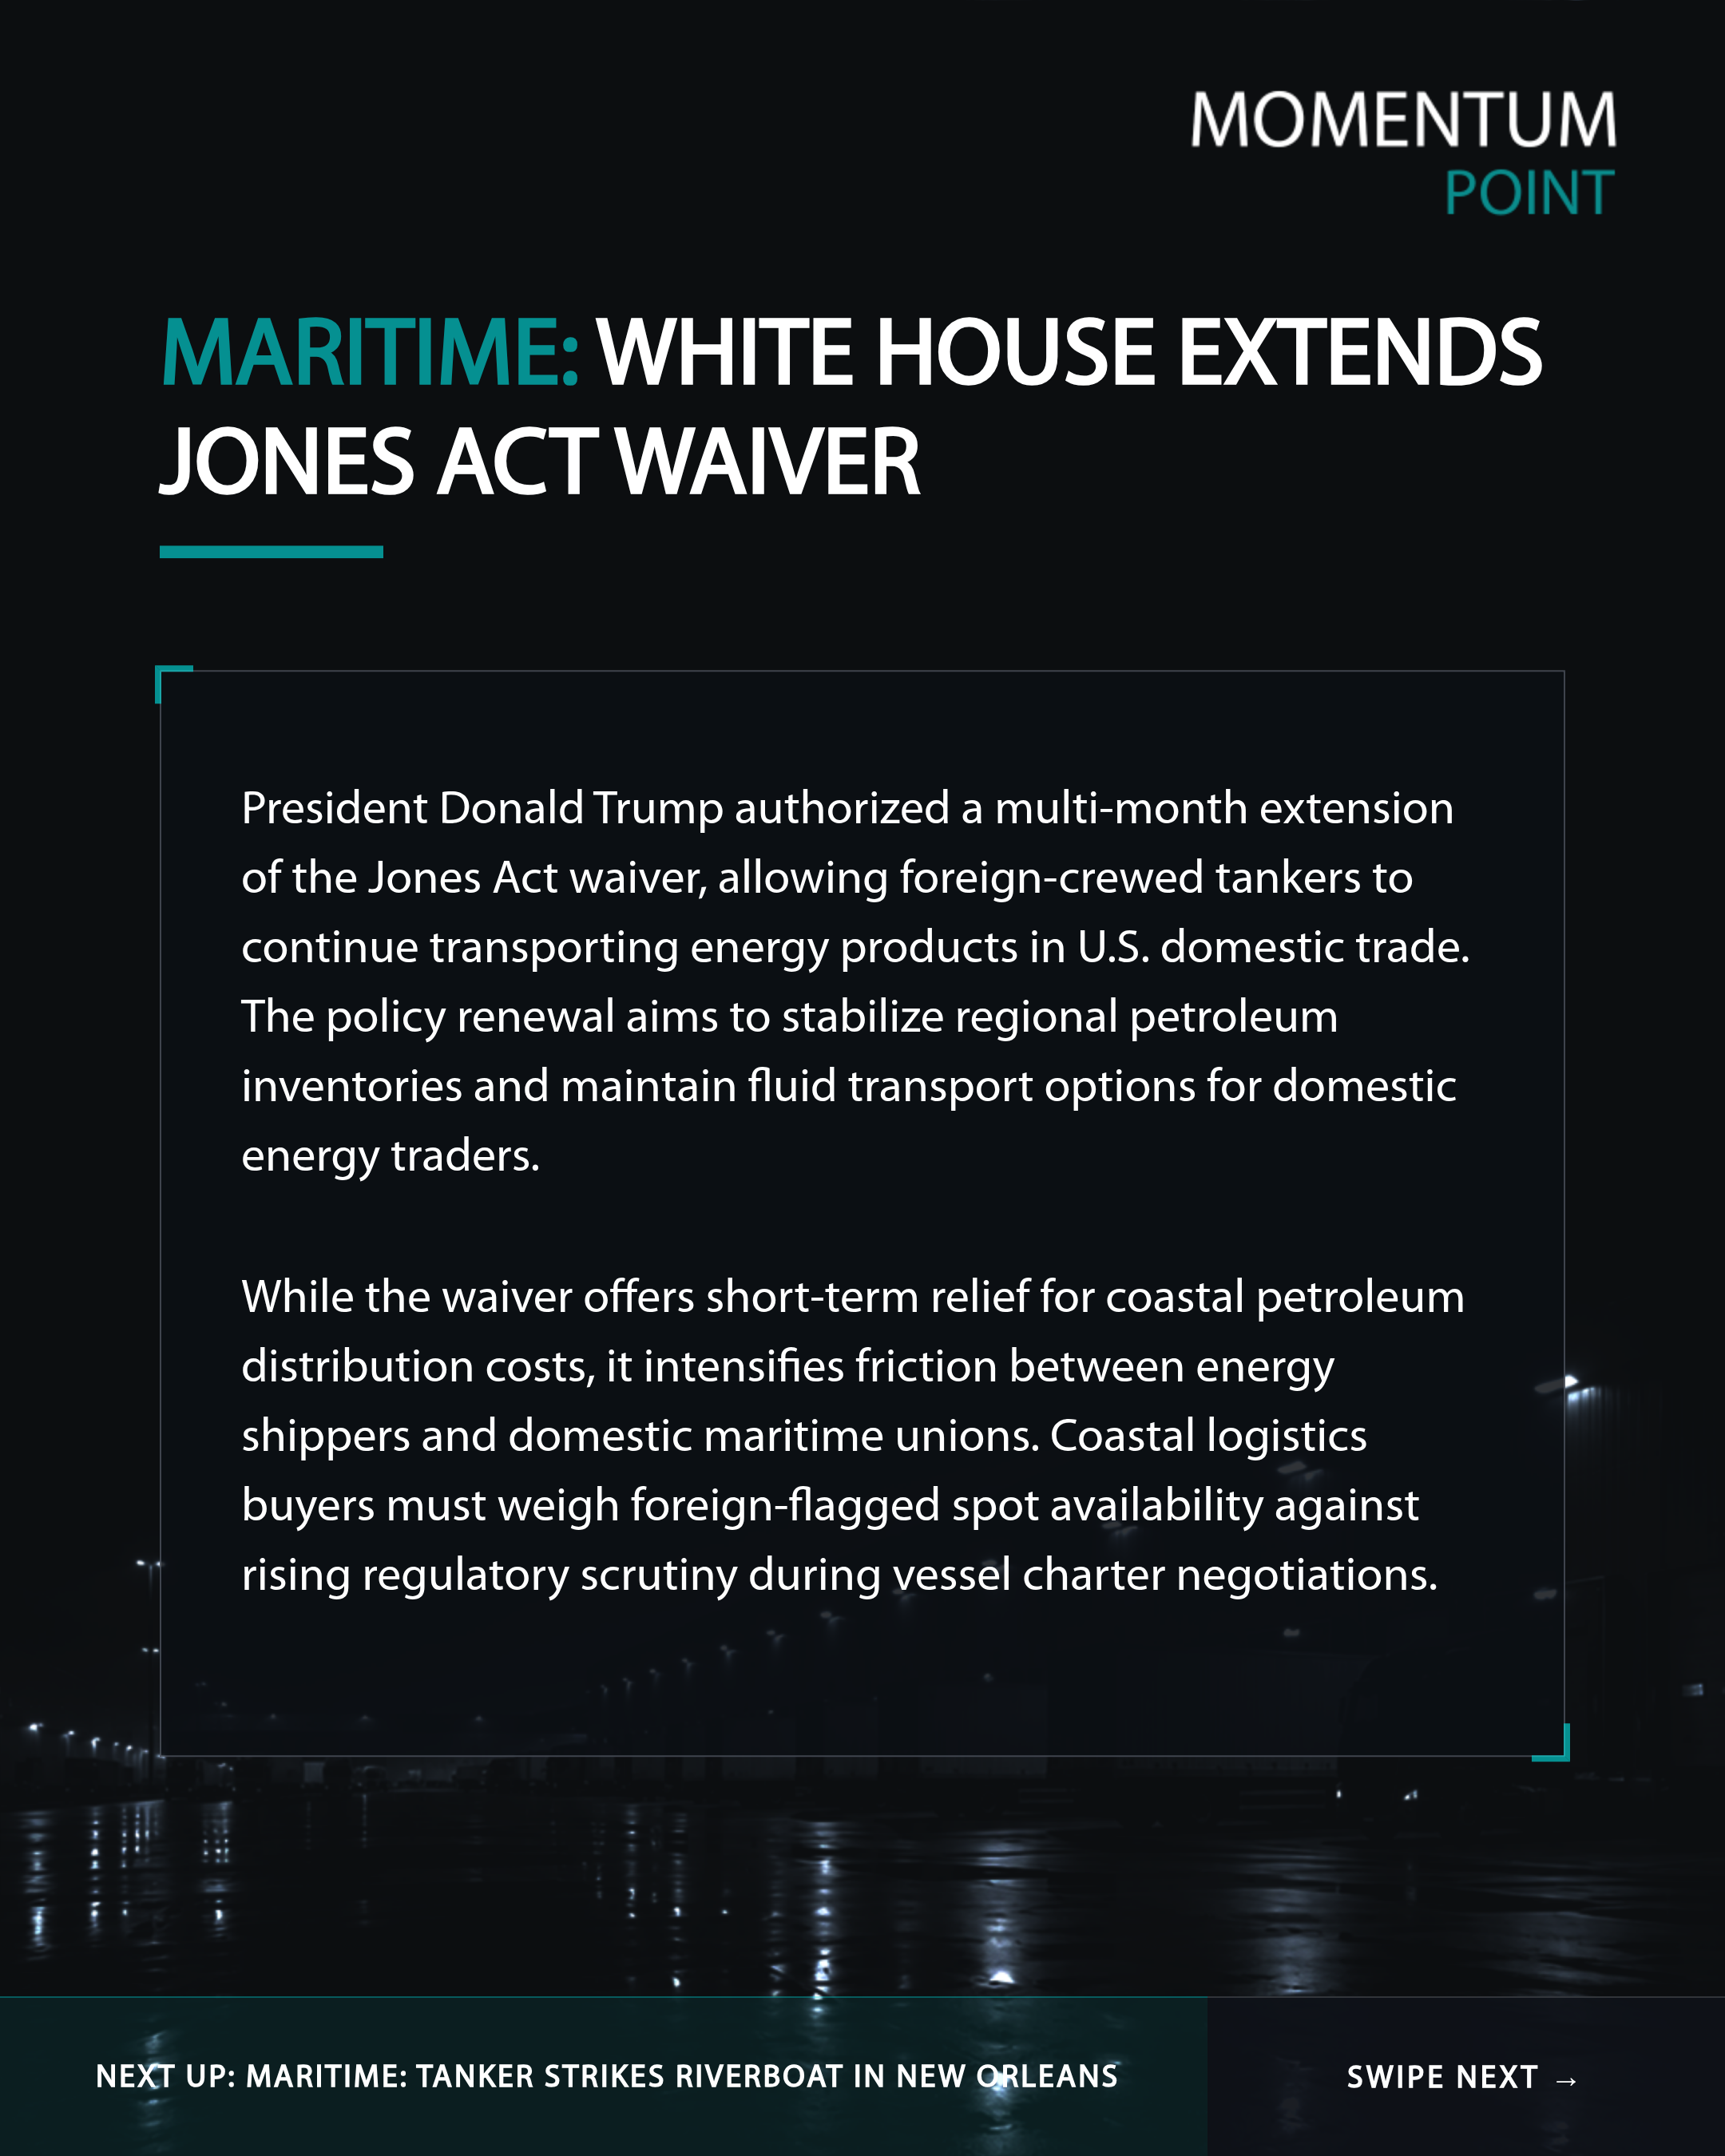 MOMENTUM
POINT
MARITIME: WHITE HOUSE EXTENDS
JONES ACT WAIVER
President Donald Trump authorized a multi-month extension
of the Jones Act waiver, allowing foreign-crewed tankers to
continue transporting energy products in U.S. domestic trade.
The policy renewal aims to stabilize regional petroleum
inventories and maintain fluid transport options for domestic
energy traders.
While the waiver offers short-term relief for coastal petroleum
distribution costs, it intensifies friction between energy
shippers and domestic maritime unions. Coastal logistics
buyers must weigh foreign-flagged spot availability against
rising regulatory scrutiny during vessel charter negotiations.
NEXT UP: MARITIME: TANKER STRIKES RIVERBOAT IN NEW ORLEANS
SWIPE NEXT →